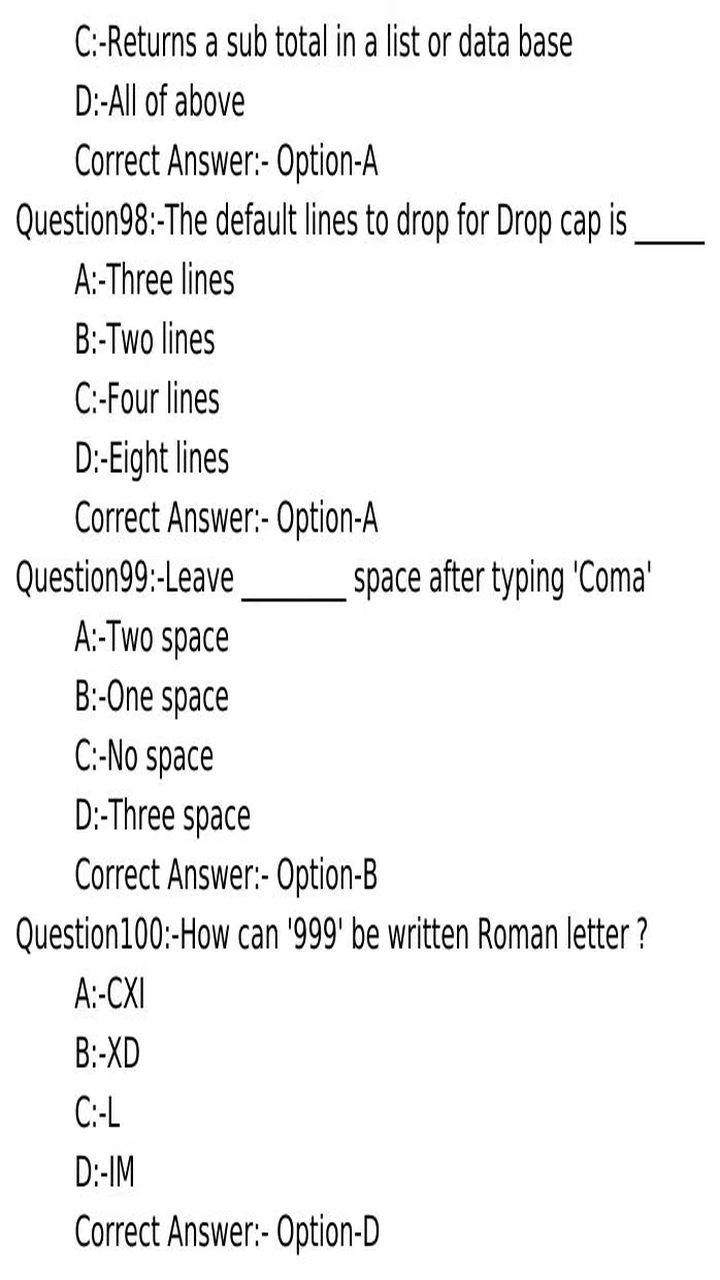 C:-Returns a sub total in a list or data base
D:-All of above
Correct Answer:- Option-A
Question98:-The default lines to drop for Drop cap is _____
A:-Three lines
B:-Two lines
C:-Four lines
D:-Eight lines
Correct Answer:- Option-A
Question99:-Leave _______ space after typing 'Coma'
A:-Two space
B:-One space
C:-No space
D:-Three space
Correct Answer:- Option-B
Question100:-How can '999' be written Roman letter ?
A:-CXI
B:-XD
C:-L
D:-IM
Correct Answer:- Option-D